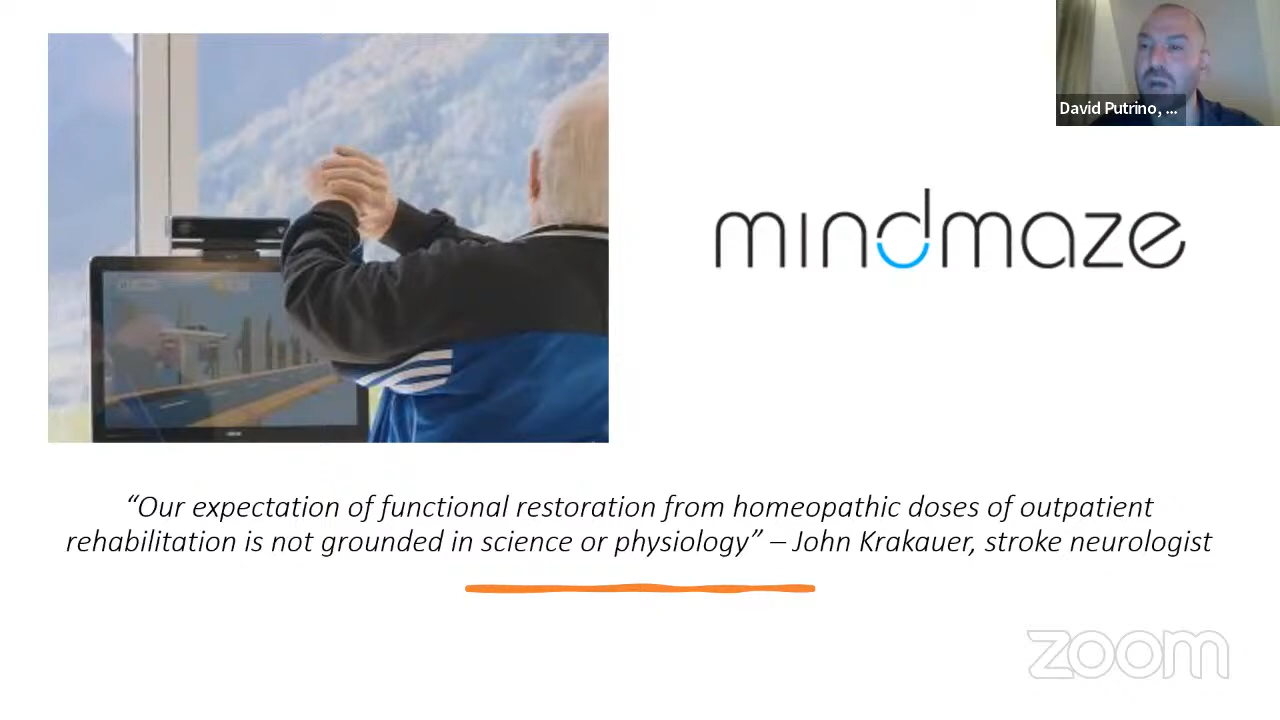 David Putrino, ...
mindmaze
“Our expectation of functional restoration from homeopathic doses of outpatient
rehabilitation is not grounded in science or physiology” – John Krakauer, stroke neurologist
zoom